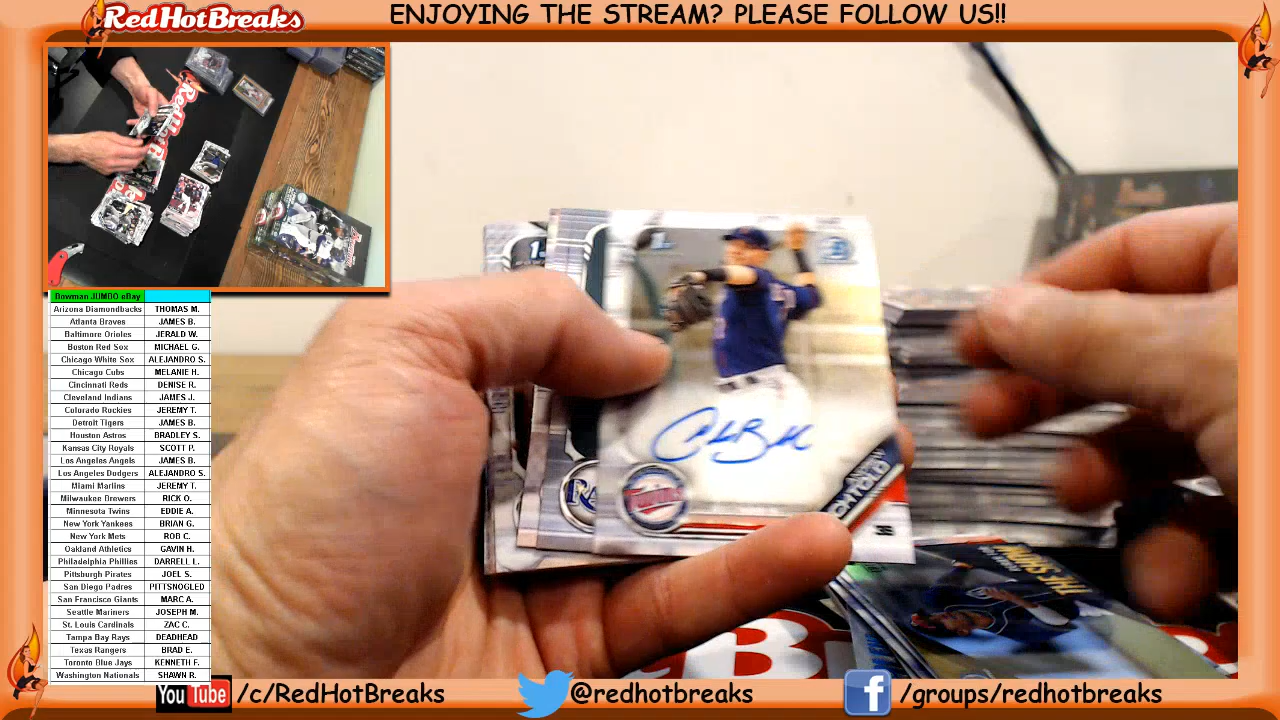 RedHotBreaks
ENJOYING THE STREAM? PLEASE FOLLOW US!!
Bowman JUMBO eBay
Arizona Diamondbacks THOMAS M.
Atlanta Braves JAMES B.
Baltimore Orioles JERALD W.
Boston Red Sox MICHAEL G.
Chicago White Sox ALEJANDRO S.
Chicago Cubs MELANIE H.
Cincinnati Reds DENISE R.
Cleveland Indians JAMES J.
Colorado Rockies JEREMY T.
Detroit Tigers JAMES B.
Houston Astros BRADLEY S.
Kansas City Royals SCOTT P.
Los Angeles Angels JAMES B.
Los Angeles Dodgers ALEJANDRO S.
Miami Marlins JEREMY T.
Milwaukee Brewers RICK O.
Minnesota Twins EDDIE A.
New York Yankees BRIAN G.
New York Mets ROB C.
Oakland Athletics GAVIN H.
Philadelphia Phillies DARRELL L.
Pittsburgh Pirates JOEL S.
San Diego Padres PITTSNOGLED
San Francisco Giants MARC A.
Seattle Mariners JOSEPH M.
St. Louis Cardinals ZAC C.
Tampa Bay Rays DEADHEAD
Texas Rangers BRAD E.
Toronto Blue Jays KENNETH F.
Washington Nationals SHAWN R.
THE SHOW
YouTube /c/RedHotBreaks
@redhotbreaks
f /groups/redhotbreaks